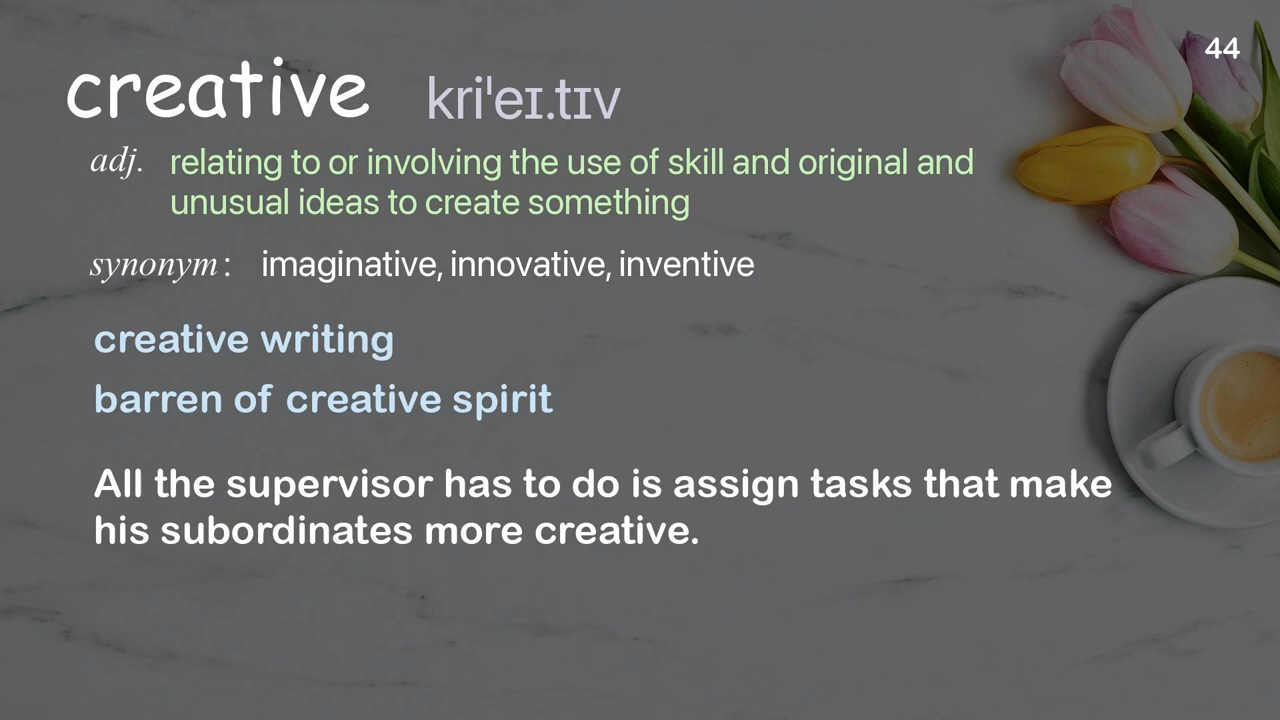 44
creative kri'eɪ.tɪv
adj. relating to or involving the use of skill and original and
unusual ideas to create something
synonym : imaginative, innovative, inventive
creative writing
barren of creative spirit
All the supervisor has to do is assign tasks that make
his subordinates more creative.